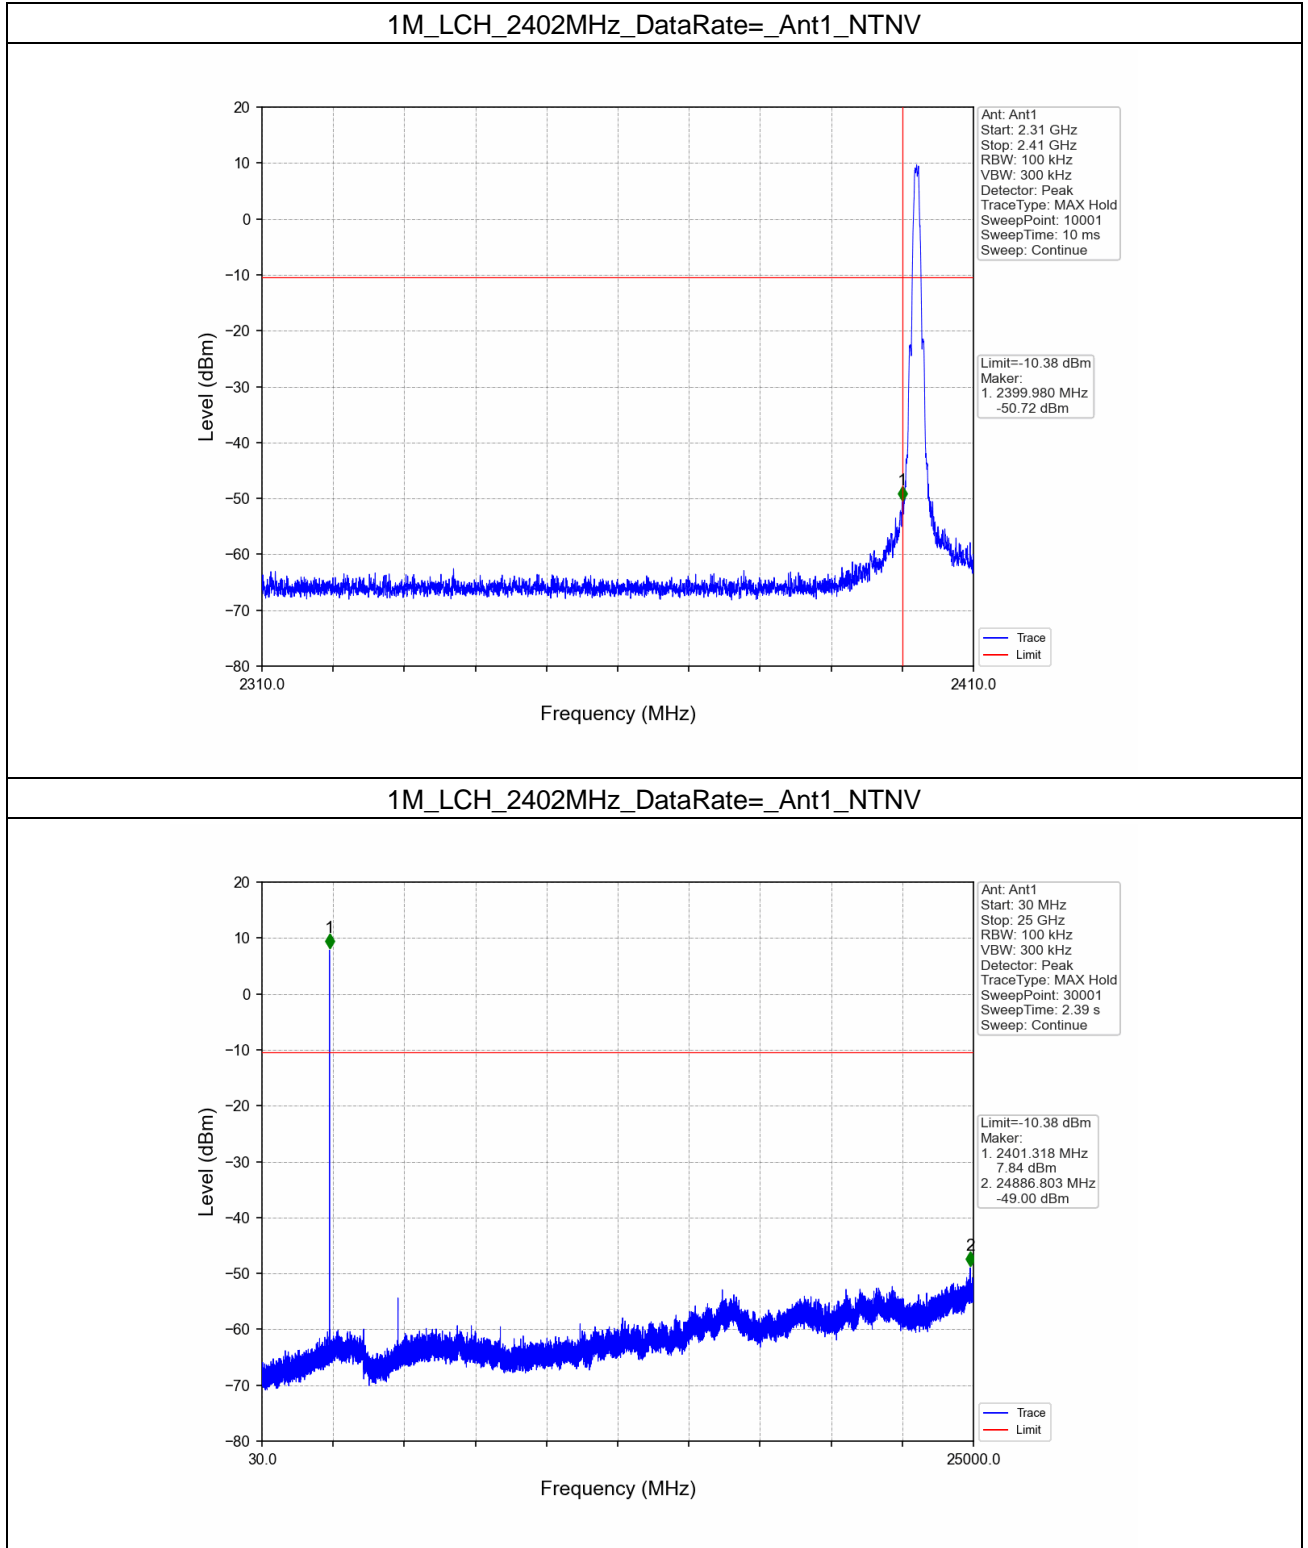 1M_LCH_2402MHz_DataRate=_Ant1_NTNV
20
10
0
−10
−20
−30
−40
−50
−60
−70
−80
Level (dBm)
1
2310.0
2410.0
Frequency (MHz)
Ant: Ant1
Start: 2.31 GHz
Stop: 2.41 GHz
RBW: 100 kHz
VBW: 300 kHz
Detector: Peak
TraceType: MAX Hold
SweepPoint: 10001
SweepTime: 10 ms
Sweep: Continue
Limit=-10.38 dBm
Maker:
1. 2399.980 MHz
-50.72 dBm
Trace
Limit
1M_LCH_2402MHz_DataRate=_Ant1_NTNV
20
10
0
−10
−20
−30
−40
−50
−60
−70
−80
Level (dBm)
1
2
30.0
25000.0
Frequency (MHz)
Ant: Ant1
Start: 30 MHz
Stop: 25 GHz
RBW: 100 kHz
VBW: 300 kHz
Detector: Peak
TraceType: MAX Hold
SweepPoint: 30001
SweepTime: 2.39 s
Sweep: Continue
Limit=-10.38 dBm
Maker:
1. 2401.318 MHz
7.84 dBm
2. 24886.803 MHz
-49.00 dBm
Trace
Limit